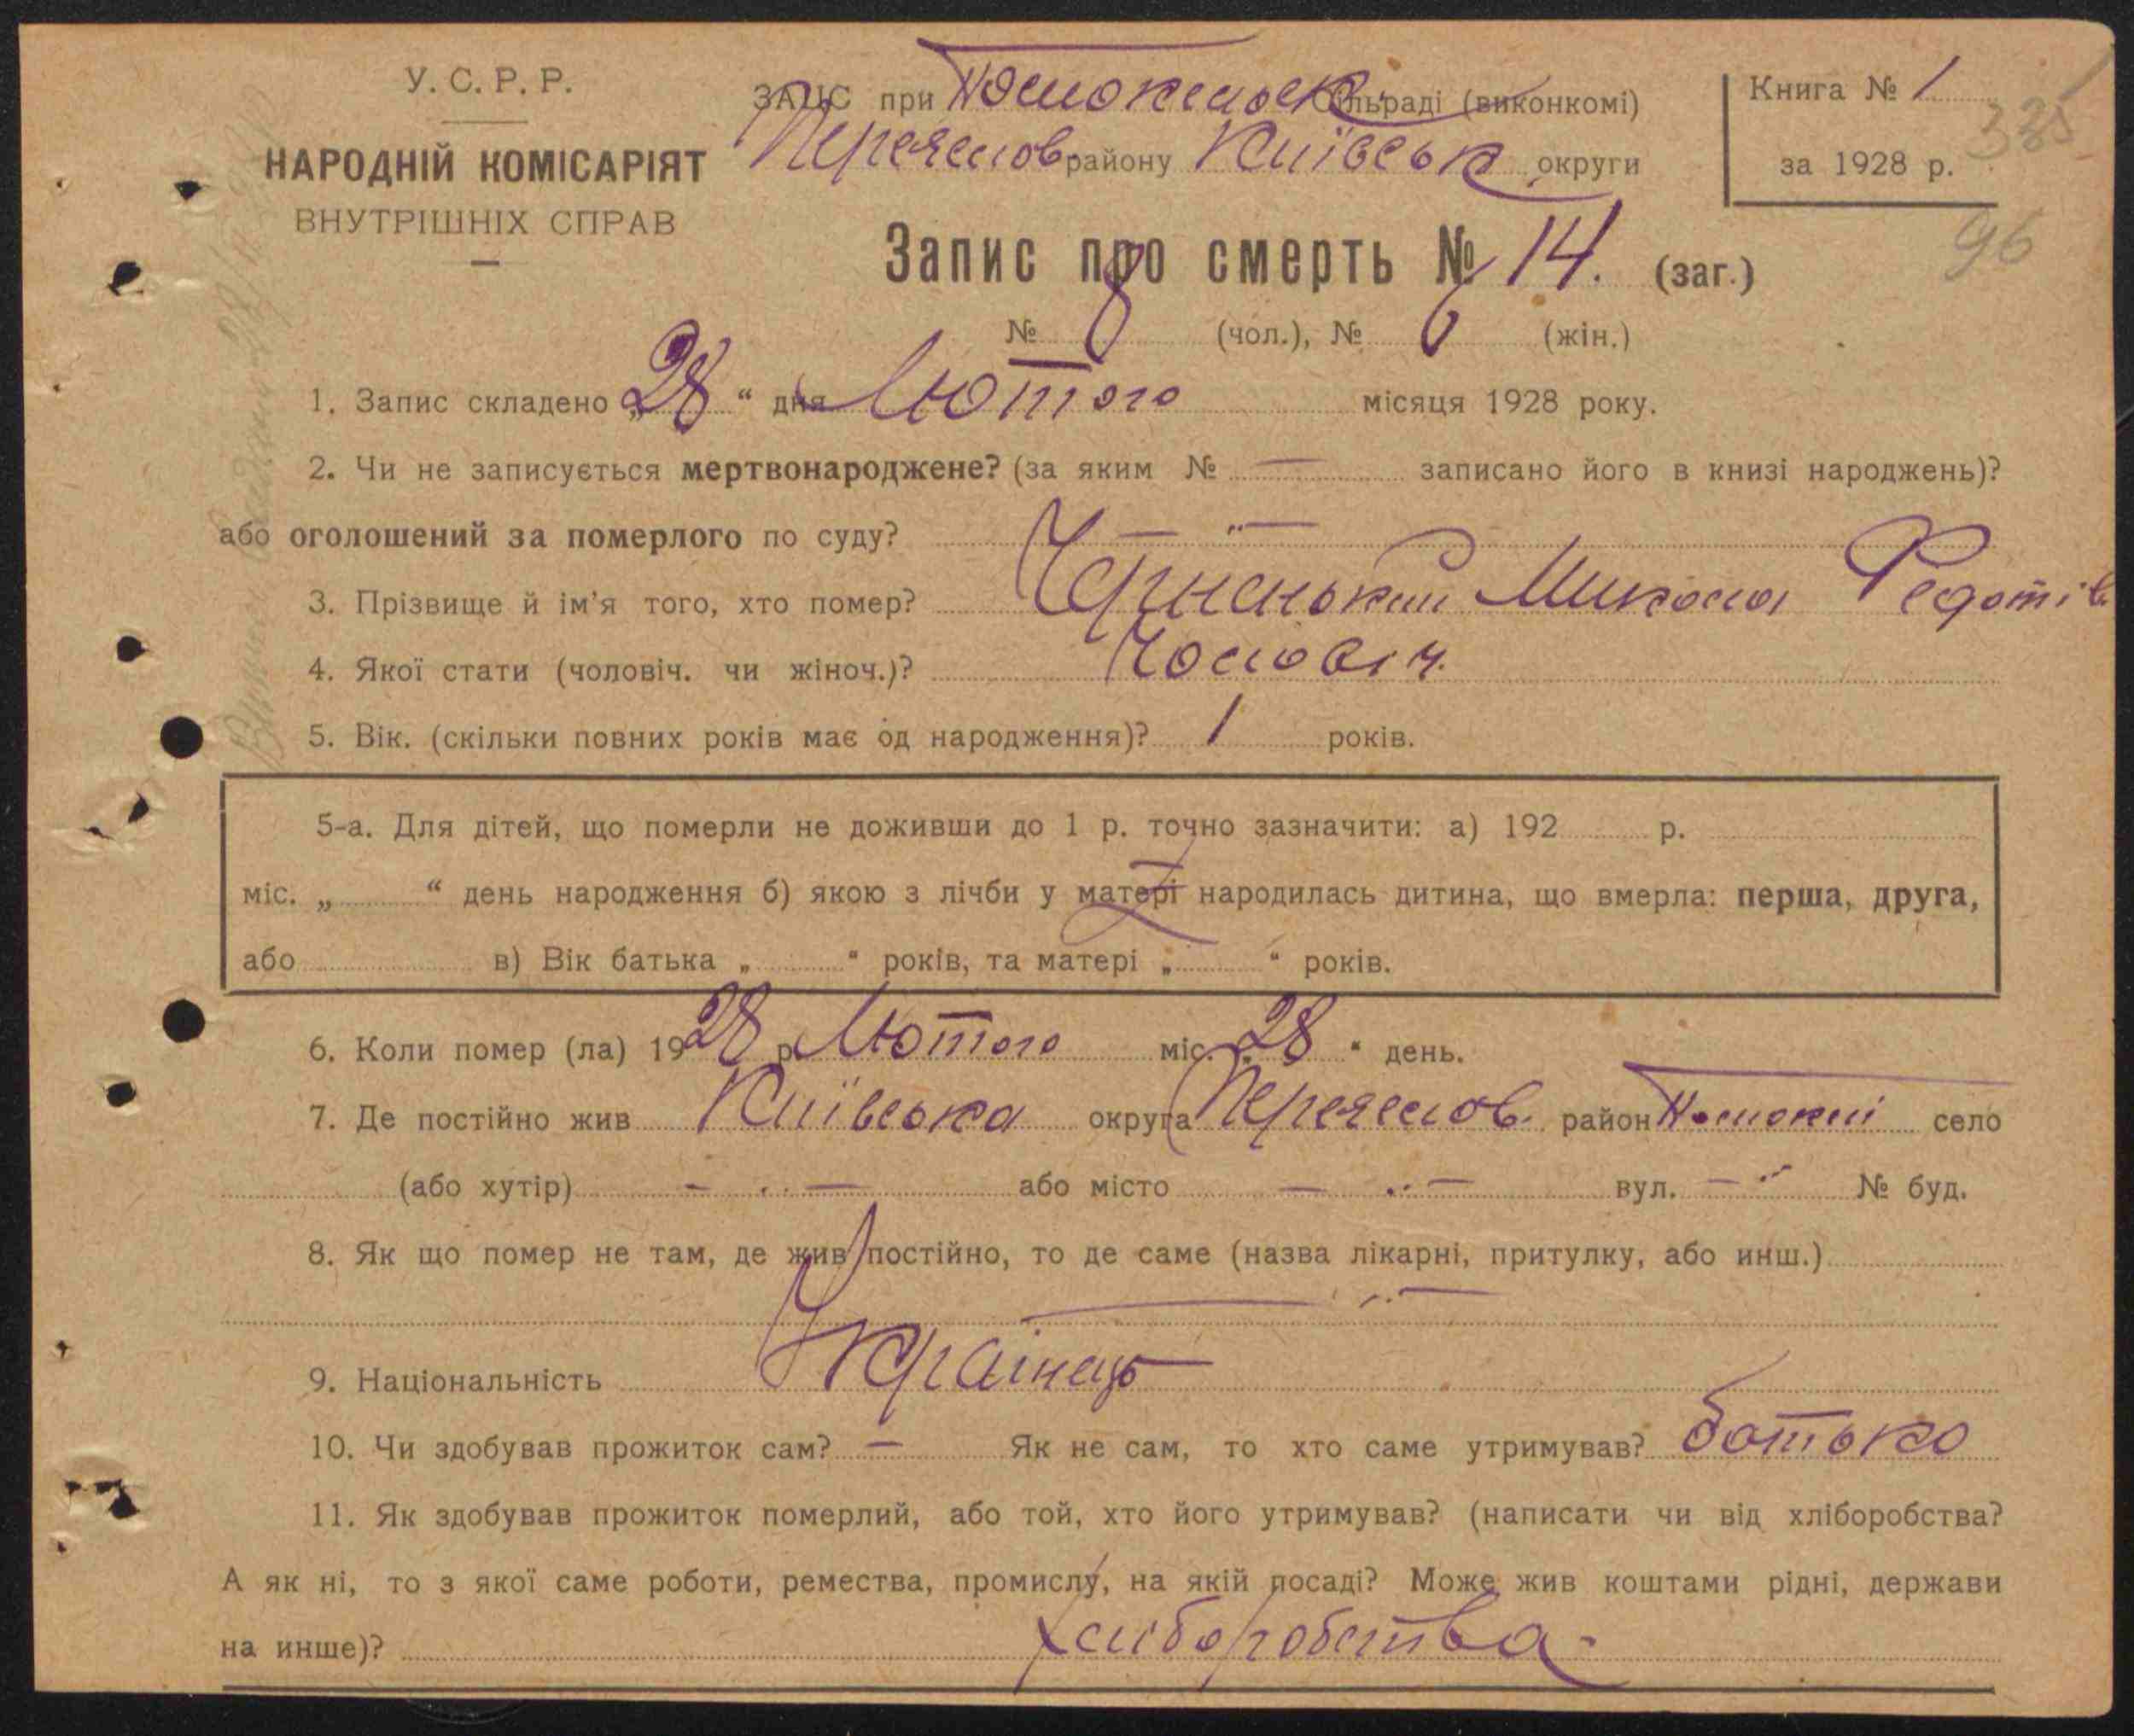 У. С. Р. Р.
НАРОДНІЙ КОМІСАРІЯТ
ВНУТРІШНІХ СПРАВ
ЗАЦС при сільраді (виконкомі)
Переяслов. району Київськ округи
Книга № 1
за 1928 р.
335
96
Запис про смерть № 14. (заг.)
№ 8 (чол.), № 6 (жін.)
1. Запис складено „28“ дня Лютого місяця 1928 року.
2. Чи не записується мертвонароджене? (за яким № — записано його в книзі народжень)?
або оголошений за померлого по суду? — „ —
3. Прізвище й ім'я того, хто помер? Черненький Микола Федотів
4. Якої стати (чоловіч. чи жіноч.)? Чоловіч.
5. Вік. (скільки повних років має од народження)? 1 років.
5-а. Для дітей, що померли не доживши до 1 р. точно зазначити: а) 192 р.
міс. „ “ день народження б) якою з лічби у матері народилась дитина, що вмерла: перша, друга,
або в) Вік батька „ “ років, та матері „ “ років.
6. Коли помер (ла) 1928 р. Лютого міс. „28“ день.
7. Де постійно жив Київська округа Переяслов. район село
(або хутір) — „ — або місто — „ — вул. — „ № буд.
8. Як що помер не там, де жив постійно, то де саме (назва лікарні, притулку, або инш.)
— „ —
9. Національність Українець
10. Чи здобував прожиток сам? — Як не сам, то хто саме утримував? батько
11. Як здобував прожиток померлий, або той, хто його утримував? (написати чи від хліборобства?
А як ні, то з якої саме роботи, ремества, промислу, на якій посаді? Може жив коштами рідні, держави
на инше)? хліборобства.